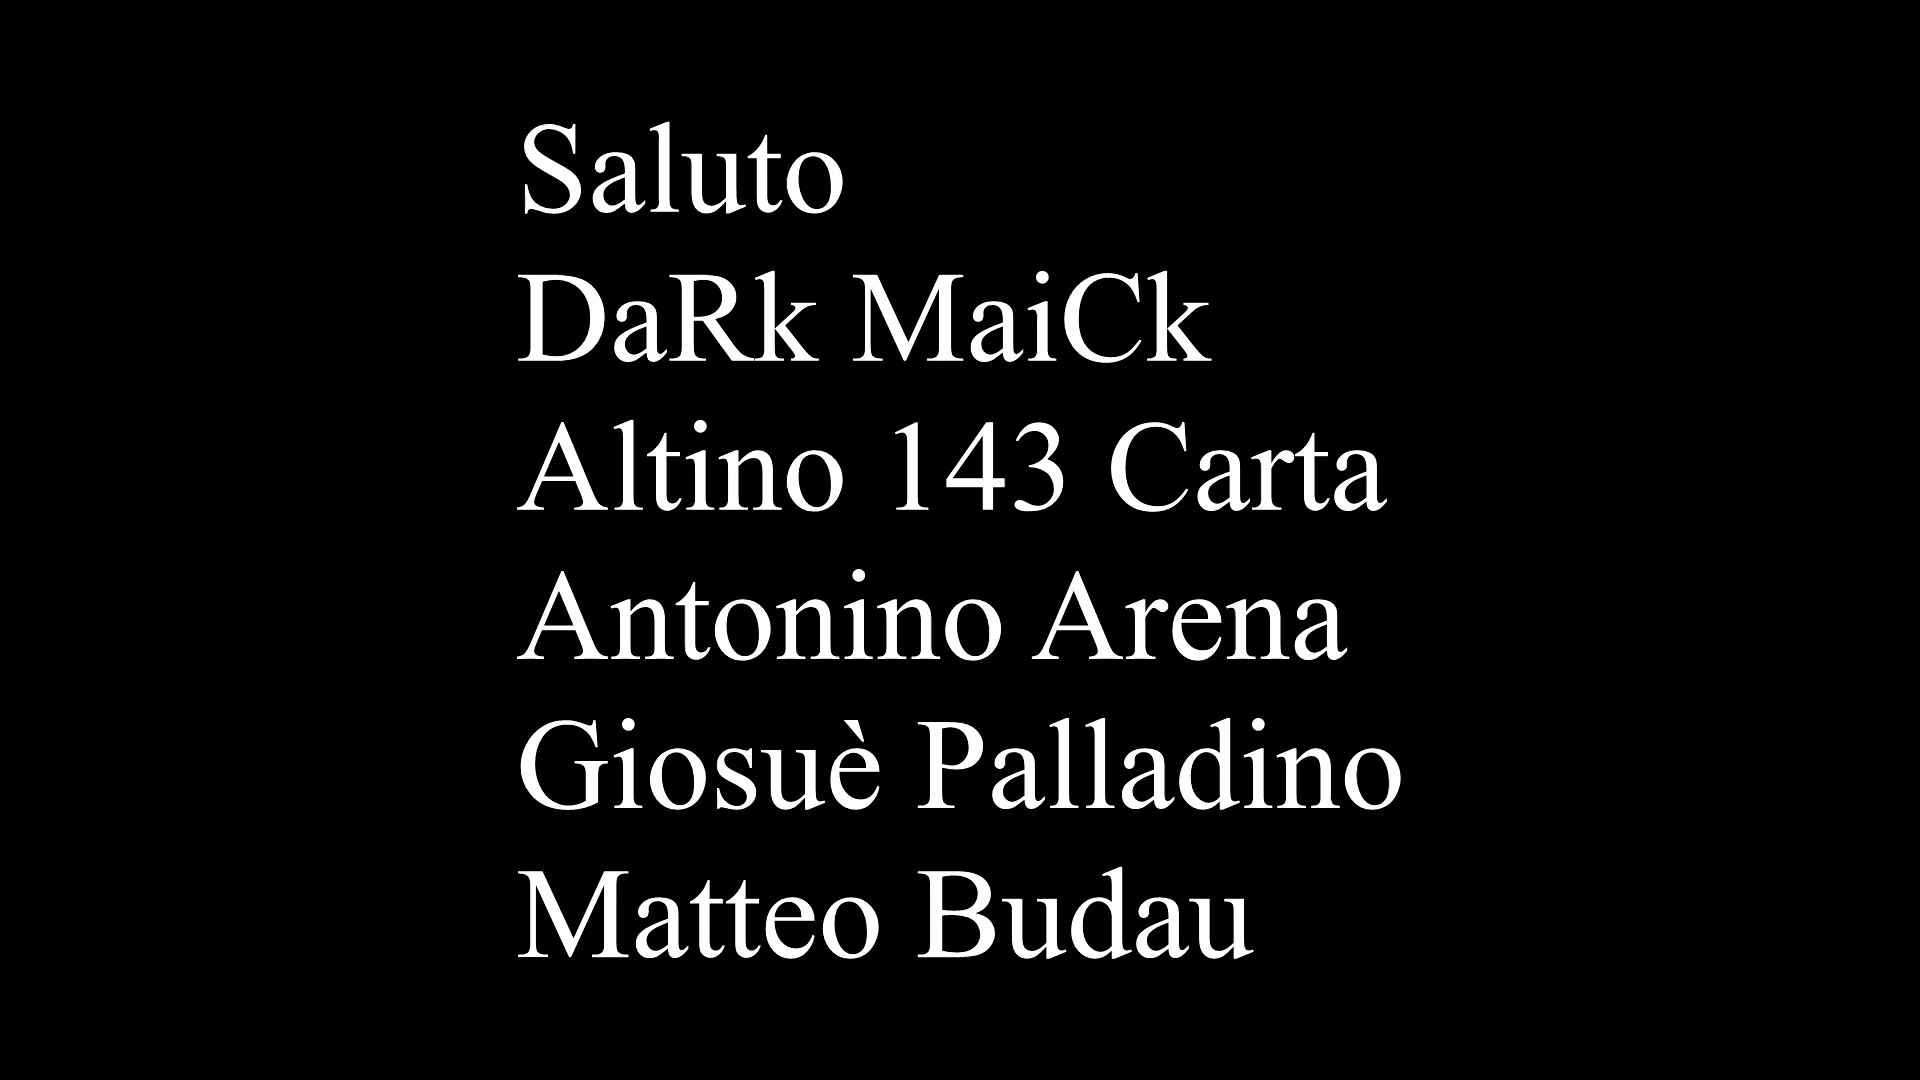 Saluto
DaRk MaiCk
Altino 143 Carta
Antonino Arena
Giosuè Palladino
Matteo Budau